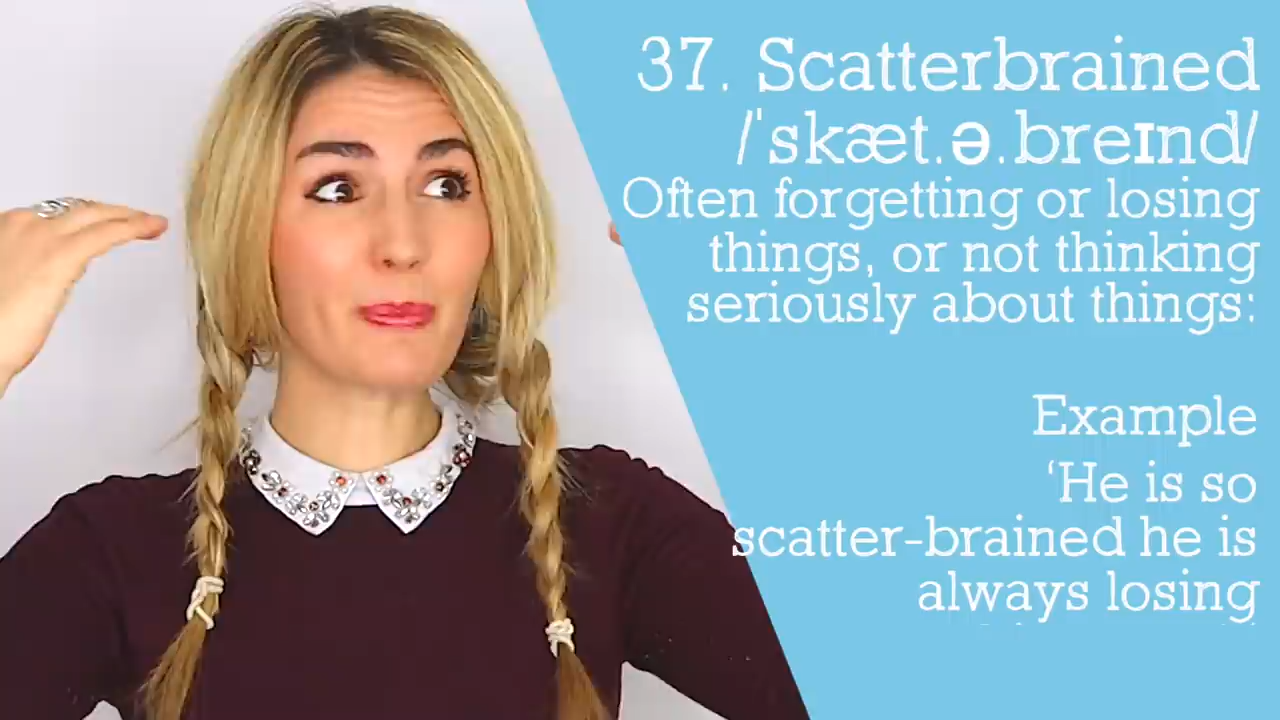 37. Scatterbrained
/ˈskæt.ə.breɪnd/
Often forgetting or losing
things, or not thinking
seriously about things:
Example
‘He is so
scatter-brained he is
always losing